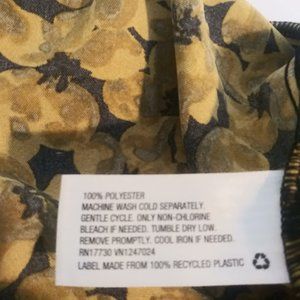 100% POLYESTER
MACHINE WASH COLD SEPARATELY.
GENTLE CYCLE. ONLY NON-CHLORINE
BLEACH IF NEEDED. TUMBLE DRY LOW.
REMOVE PROMPTLY. COOL IRON IF NEEDED.
RN17730 VN1247024
LABEL MADE FROM 100% RECYCLED PLASTIC